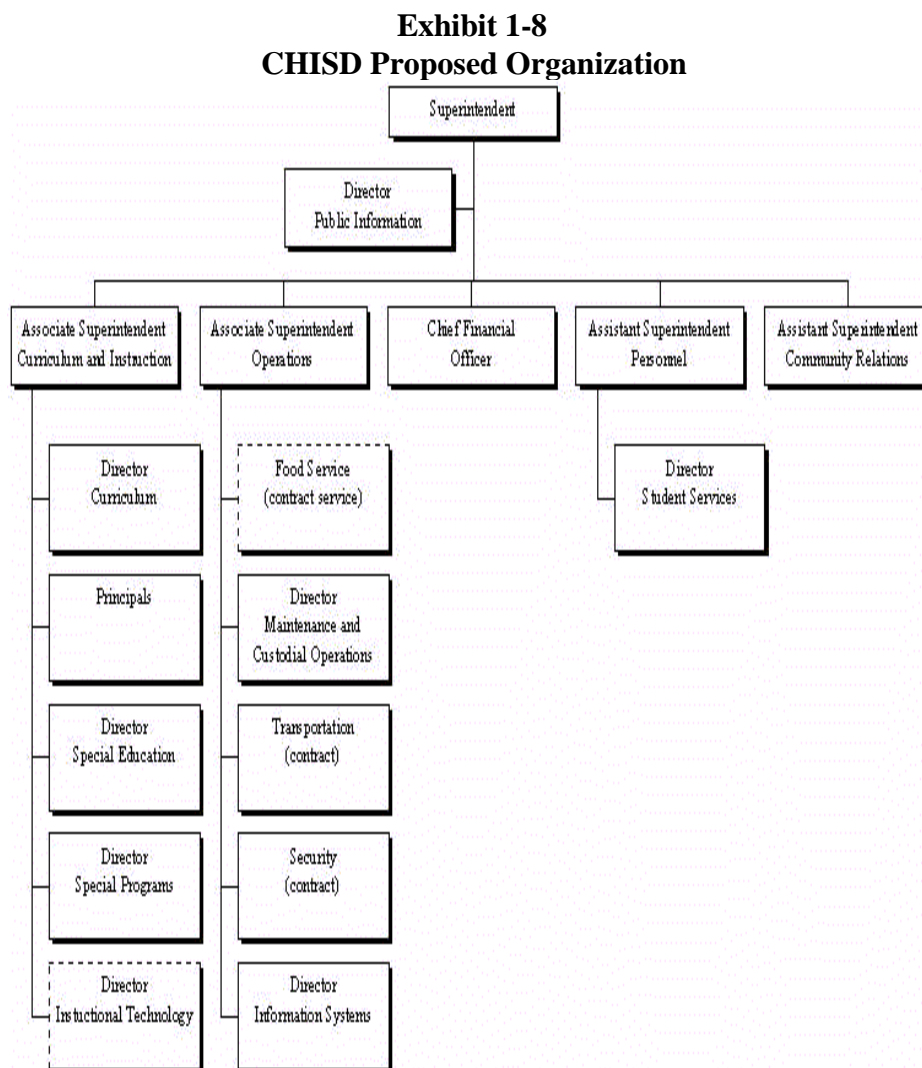 Exhibit 1-8
CHISD Proposed Organization
Superintendent
Director
Public Information
Associate Superintendent
Curriculum and Instruction
Associate Superintendent
Operations
Chief Financial
Officer
Assistant Superintendent
Personnel
Assistant Superintendent
Community Relations
Director
Curriculum
Principals
Director
Special Education
Director
Special Programs
Director
Instuctional Technology
Food Service
(contract service)
Director
Maintenance and
Custodial Operations
Transportation
(contract)
Security
(contract)
Director
Information Systems
Director
Student Services